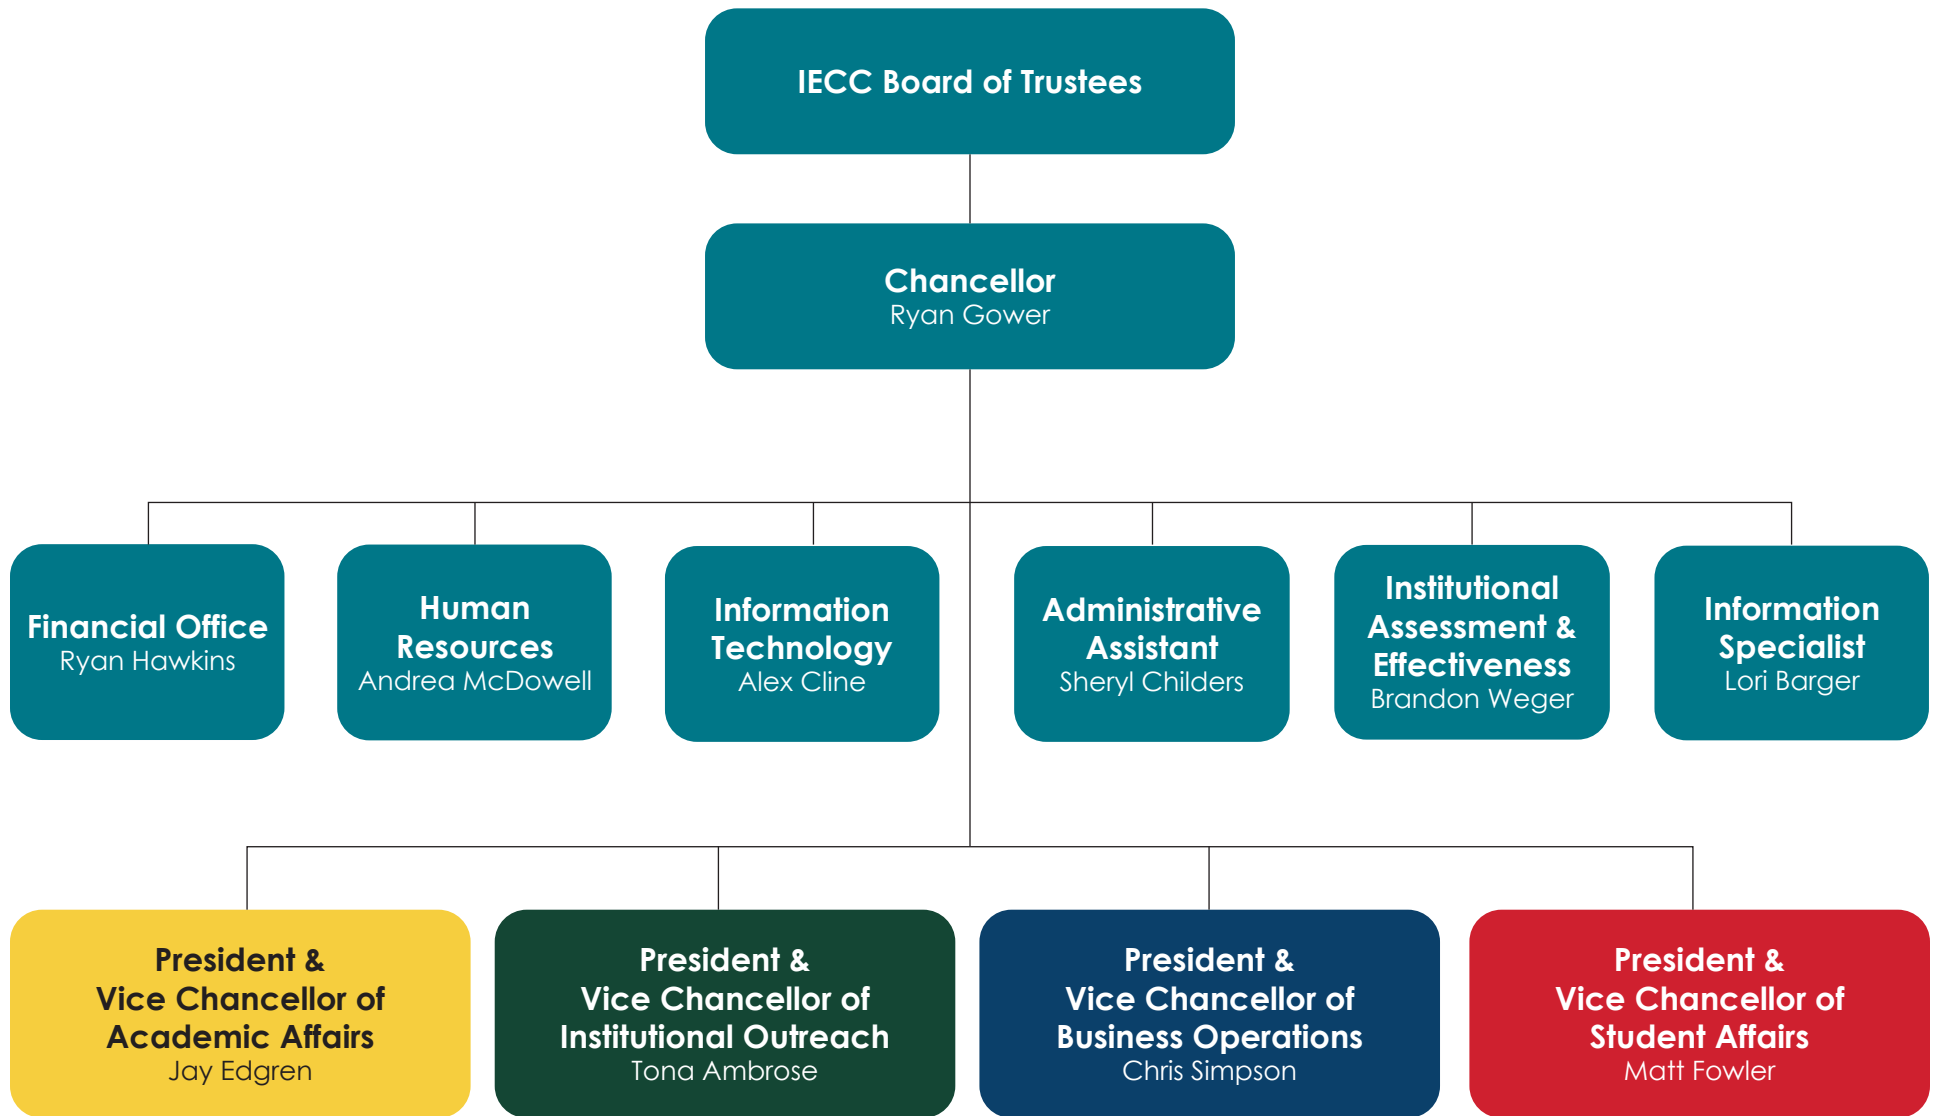 IECC Board of Trustees
Chancellor
Ryan Gower
Financial Office
Ryan Hawkins
Human
Resources
Andrea McDowell
Information
Technology
Alex Cline
Administrative
Assistant
Sheryl Childers
Institutional
Assessment &
Effectiveness
Brandon Weger
Information
Specialist
Lori Barger
President &
Vice Chancellor of
Academic Affairs
Jay Edgren
President &
Vice Chancellor of
Institutional Outreach
Tona Ambrose
President &
Vice Chancellor of
Business Operations
Chris Simpson
President &
Vice Chancellor of
Student Affairs
Matt Fowler